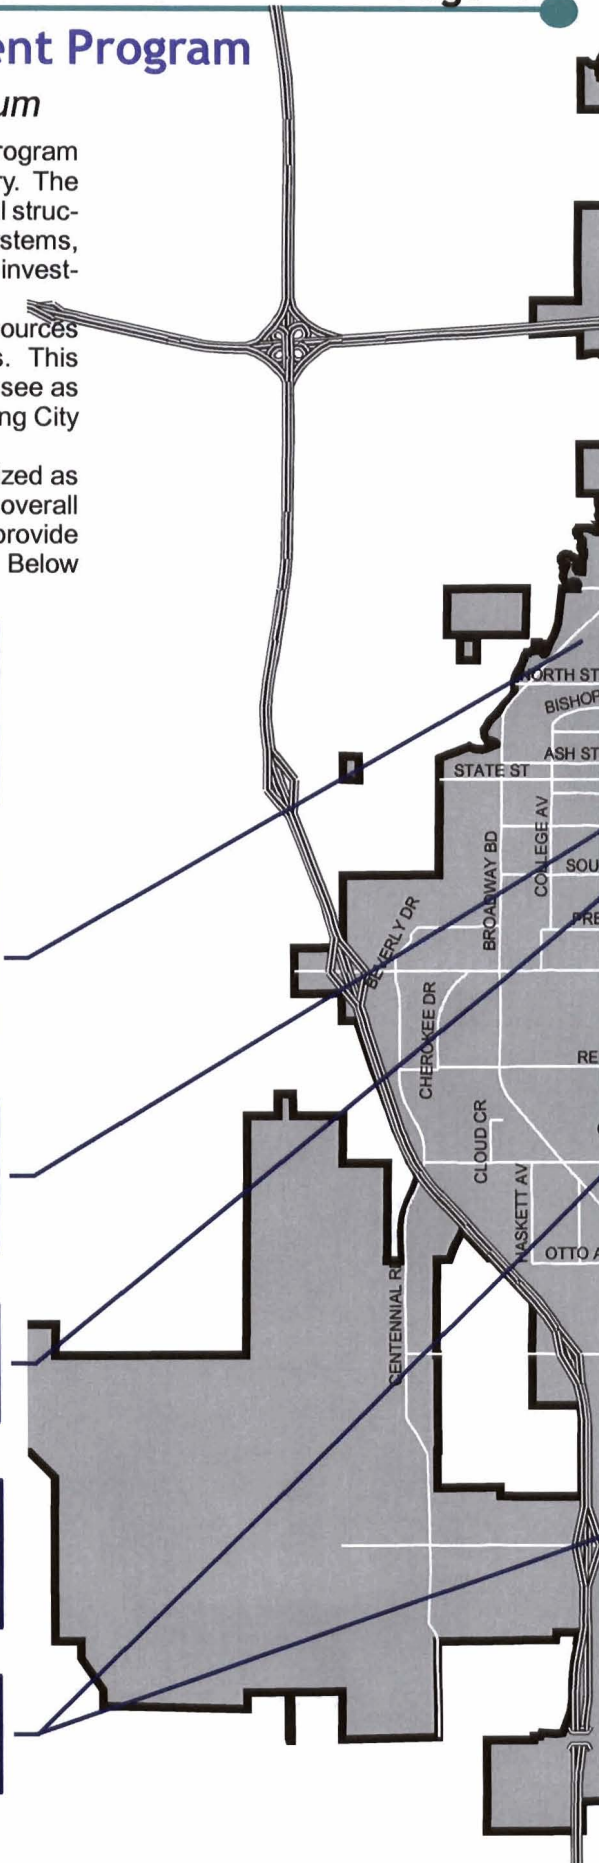 ent Program
um
rogram
ry. The
l struc-
stems,
invest-
ources
s. This
see as
ng City
zed as
overall
provide
Below
NORTH ST
BISHOP
ASH ST
STATE ST
COLLEGE AV
BROADWAY BD
SOU
PRE
BEVERLY DR
CHEROKEE DR
RE
CLOUD CR
HASKETT AV
OTTO A
CENTENNIAL RD